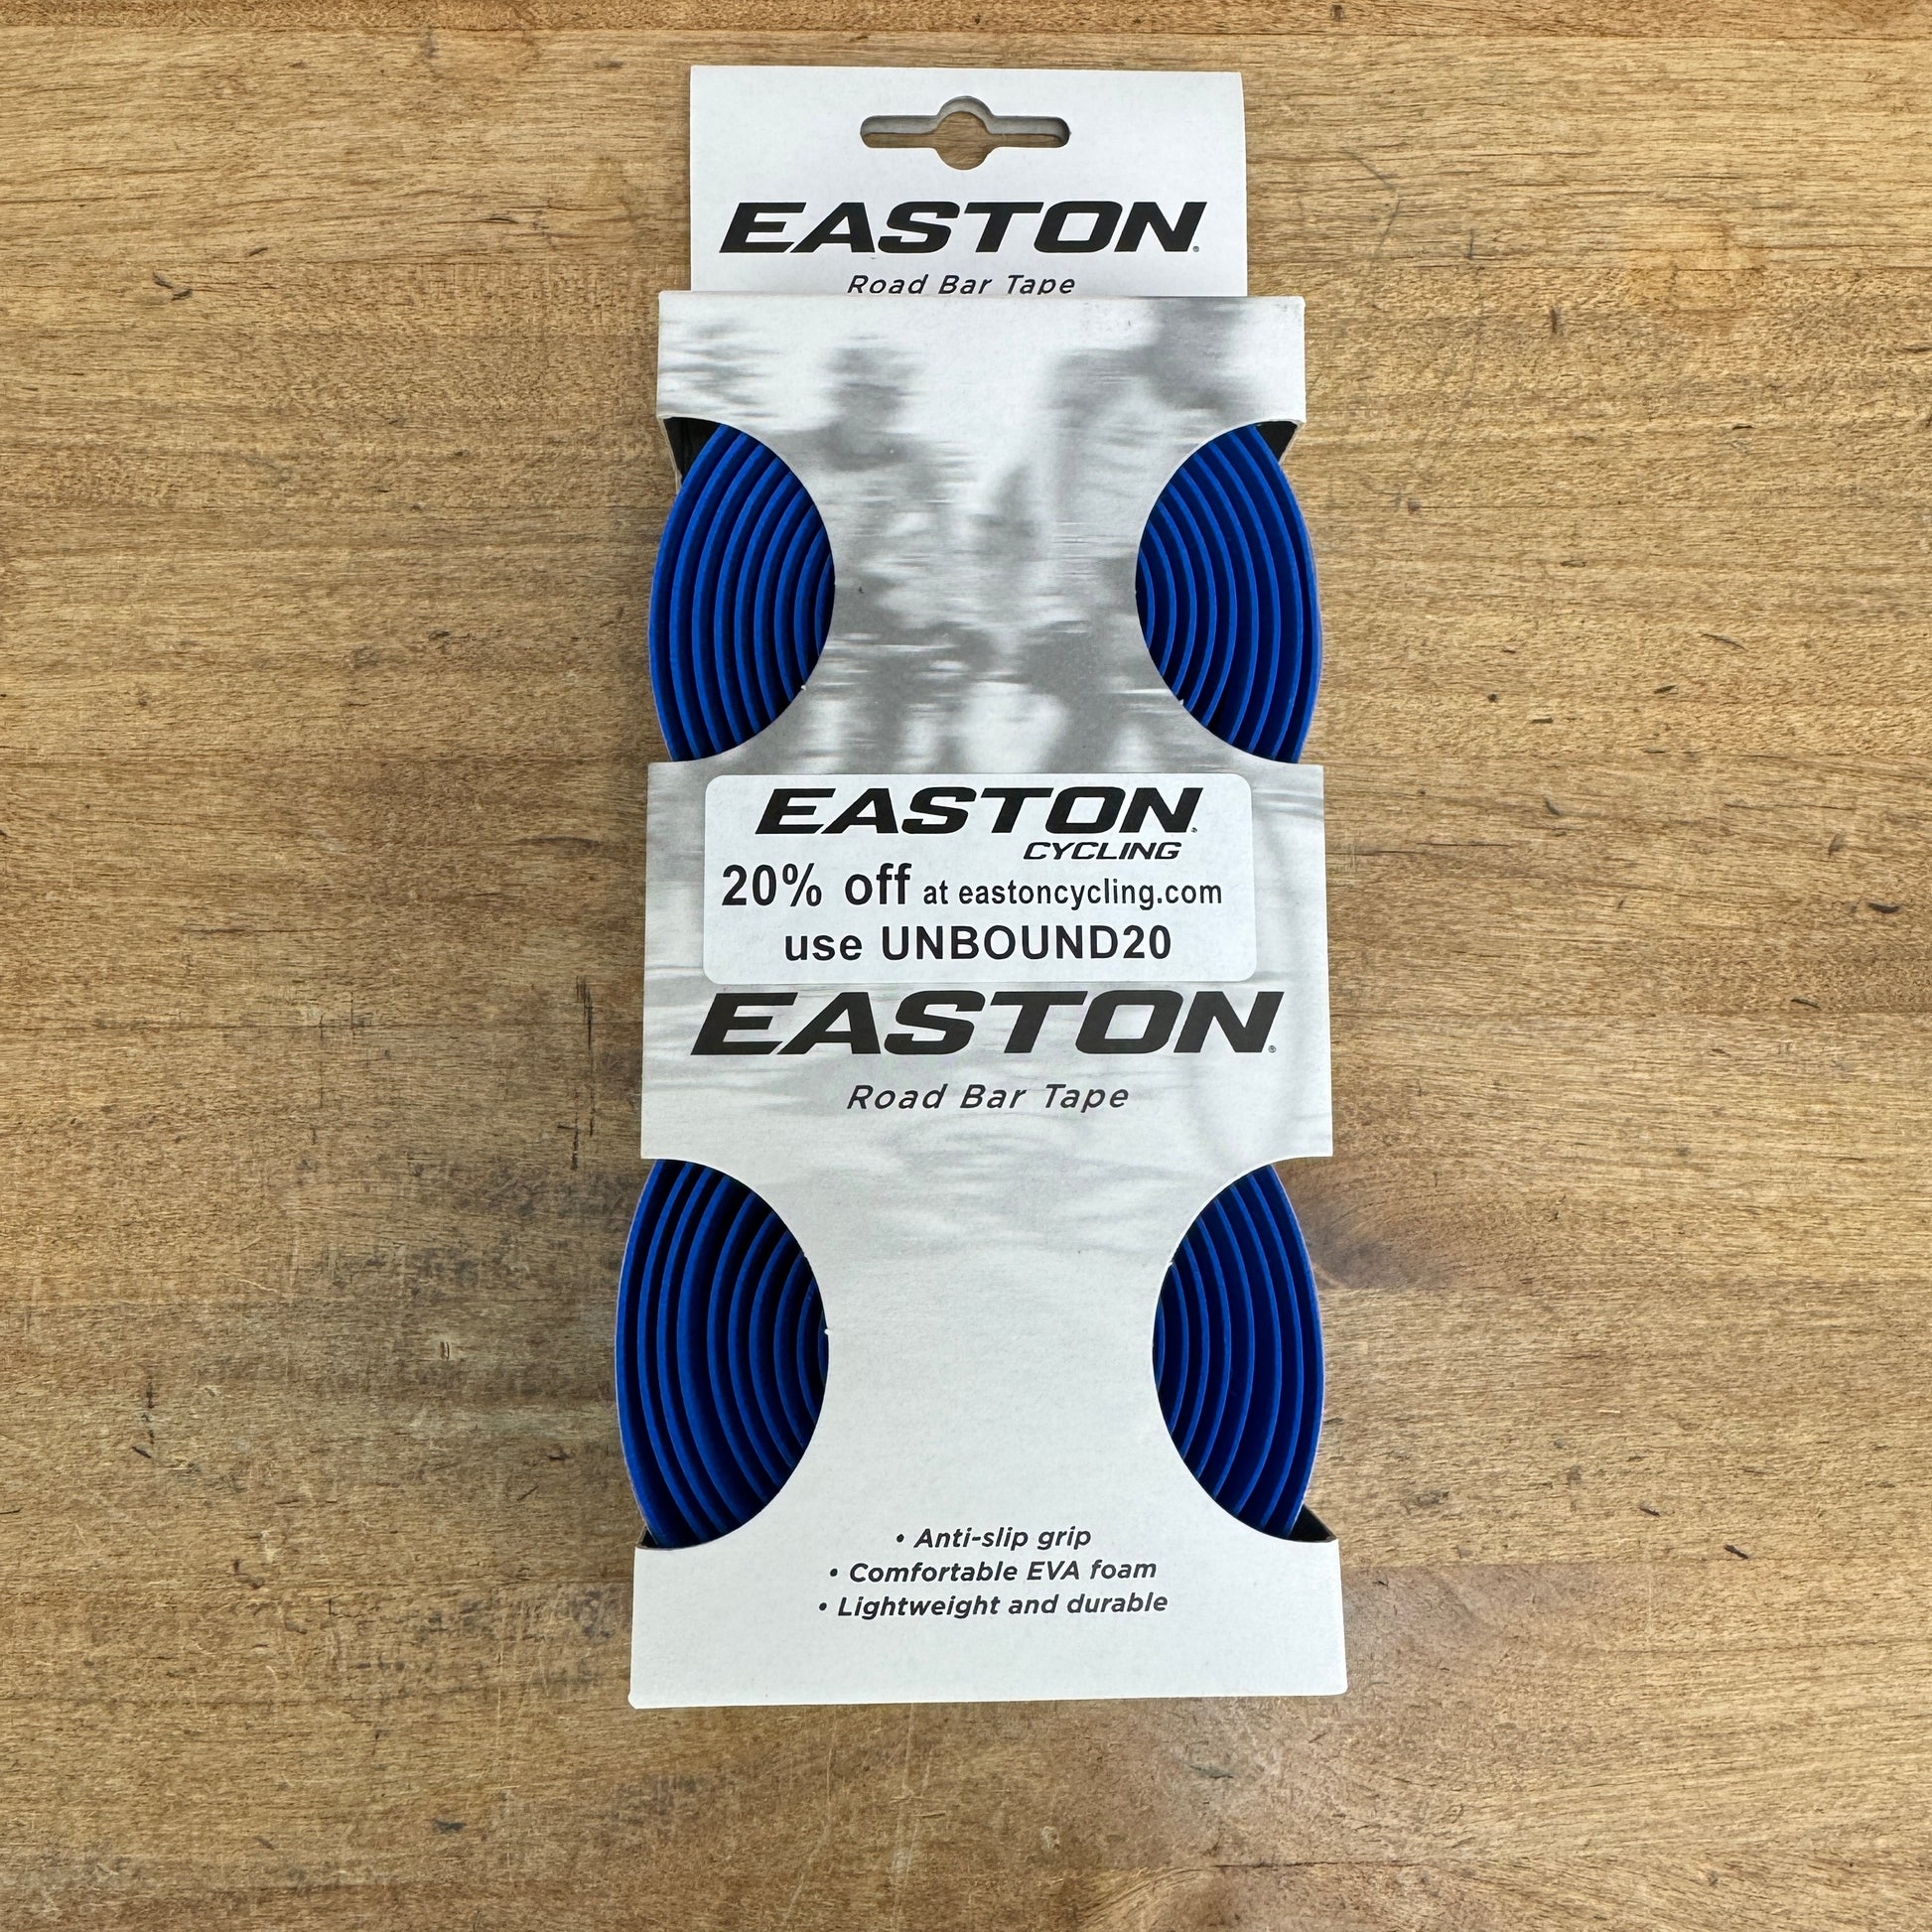 EASTON
Road Bar Tape
EASTON
CYCLING
20% off at eastoncycling.com
use UNBOUND20
EASTON
Road Bar Tape
• Anti-slip grip
• Comfortable EVA foam
• Lightweight and durable